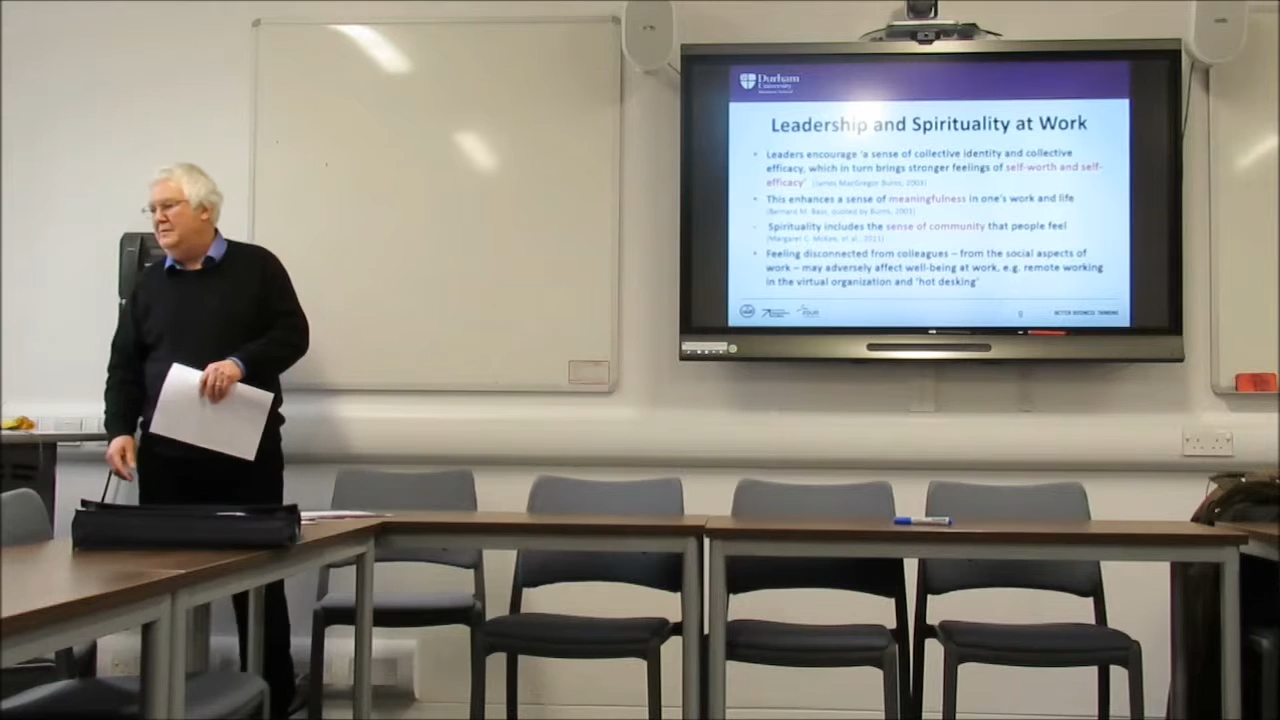 Durham
University
Leadership and Spirituality at Work
• Leaders encourage ‘a sense of collective identity and collective
efficacy, which in turn brings stronger feelings of self-worth and self-
efficacy’ (James MacGregor Burns, 2003)
• This enhances a sense of meaningfulness in one's work and life
(Bernard M. Bass, quoted by Burns, 2003)
Spirituality includes the sense of community that people feel
(Margaret C. McKee, et al., 2011)
• Feeling disconnected from colleagues – from the social aspects of
work – may adversely affect well-being at work, e.g. remote working
in the virtual organization and ‘hot desking’
BETTER BUSINESS THINKING